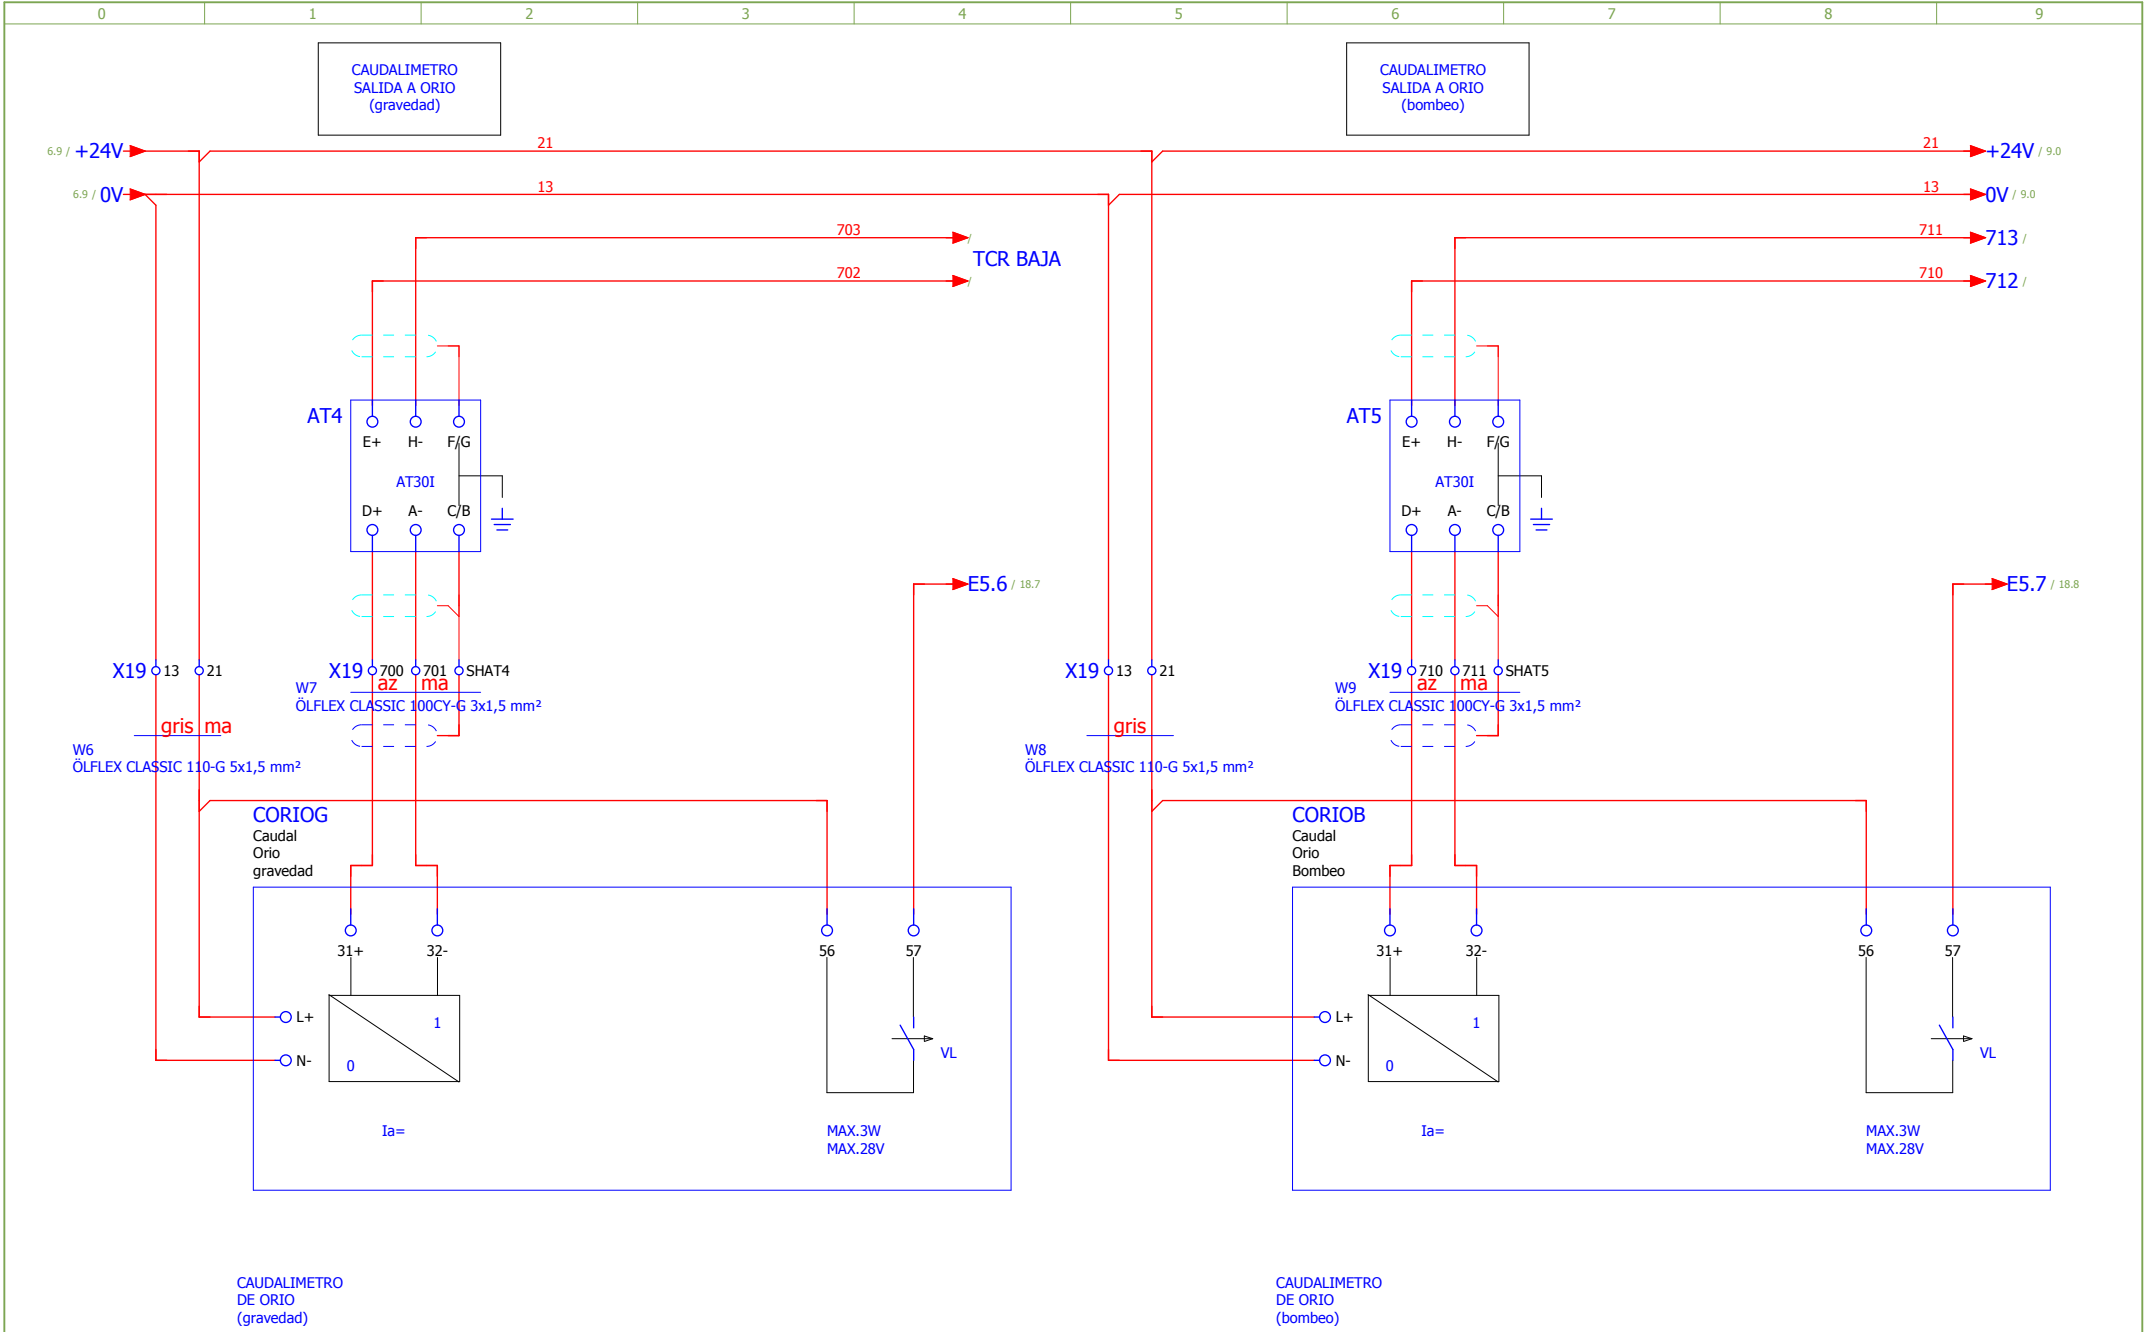 0 1 2 3 4 5 6 7 8 9
CAUDALIMETRO
SALIDA A ORIO
(gravedad)
CAUDALIMETRO
SALIDA A ORIO
(bombeo)
6.9 / +24V 21 21 +24V / 9.0
6.9 / 0V 13 13 0V / 9.0
703 /
TCR BAJA
702 /
711 713 /
710 712 /
AT4
E+ H- F/G
AT30I
D+ A- C/B
AT5
E+ H- F/G
AT30I
D+ A- C/B
E5.6 / 18.7
E5.7 / 18.8
X19 13 21
X19 700 701 SHAT4
az ma
W7
ÖLFLEX CLASSIC 100CY-G 3x1,5 mm²
gris ma
W6
ÖLFLEX CLASSIC 110-G 5x1,5 mm²
X19 13 21
X19 710 711 SHAT5
az ma
W9
ÖLFLEX CLASSIC 100CY-G 3x1,5 mm²
gris
W8
ÖLFLEX CLASSIC 110-G 5x1,5 mm²
CORIOG
Caudal
Orio
gravedad
31+ 32- 56 57
L+
N-
1
0
VL
Ia=
MAX.3W
MAX.28V
CORIOB
Caudal
Orio
Bombeo
31+ 32- 56 57
L+
N-
1
0
VL
Ia=
MAX.3W
MAX.28V
CAUDALIMETRO
DE ORIO
(gravedad)
CAUDALIMETRO
DE ORIO
(bombeo)